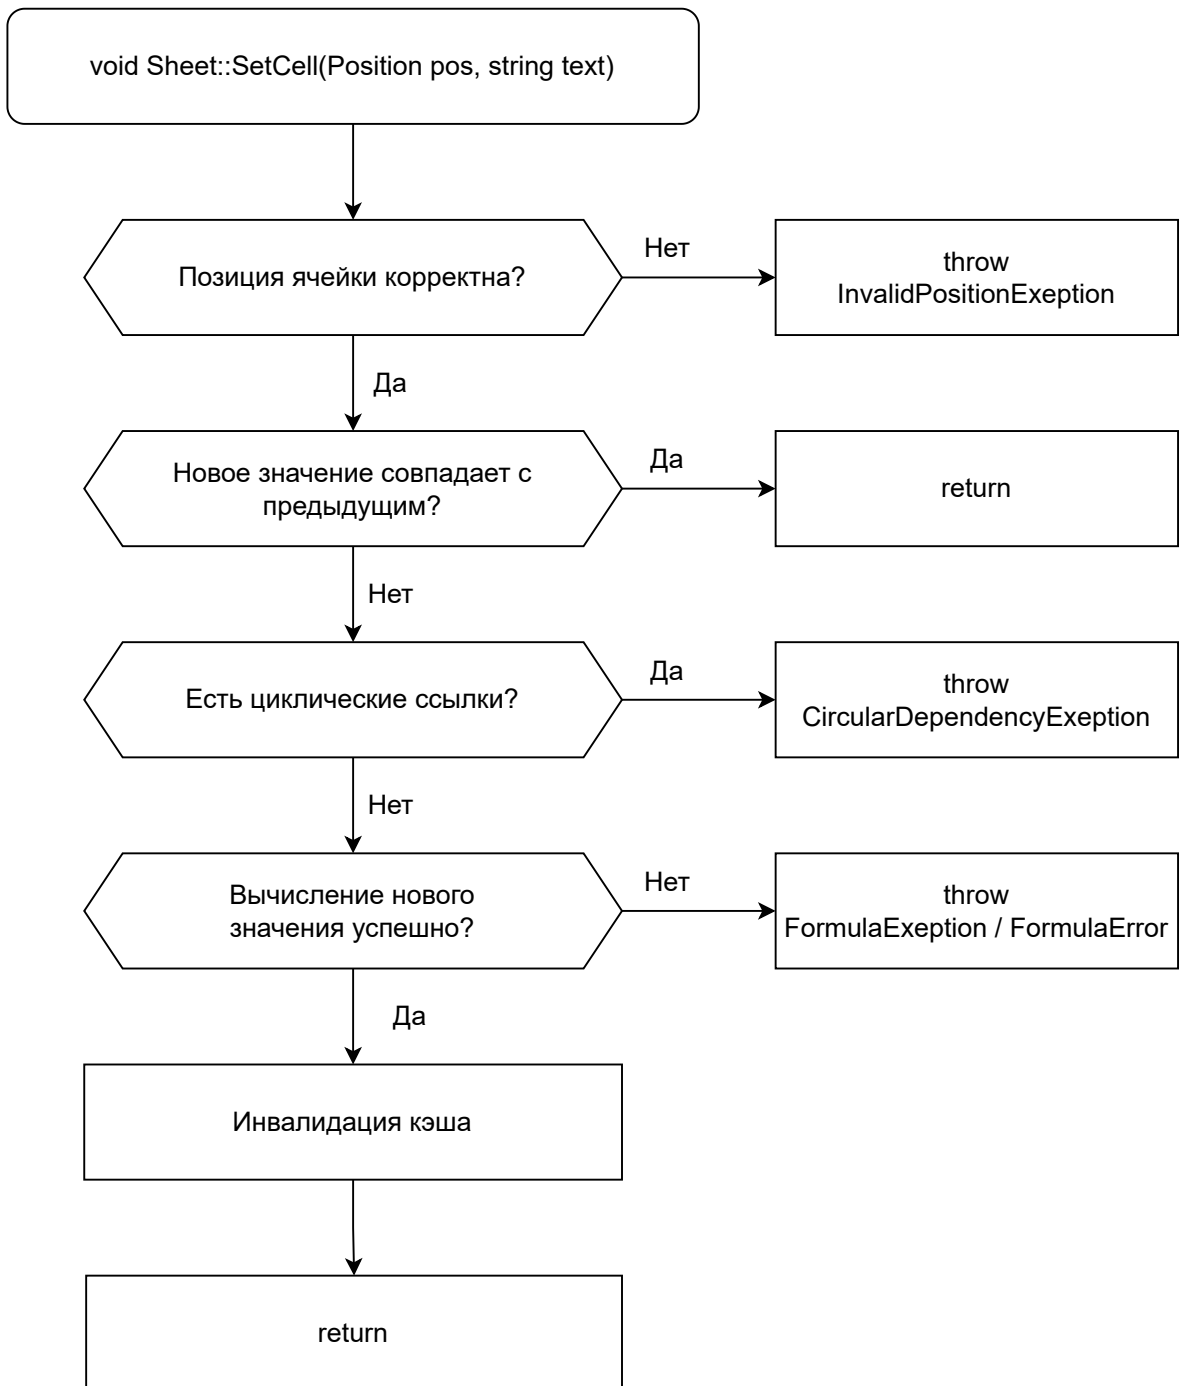 void Sheet::SetCell(Position pos, string text)
Позиция ячейки корректна?
Нет
throw
InvalidPositionExeption
Да
Новое значение совпадает с
предыдущим?
Да
return
Нет
Есть циклические ссылки?
Да
throw
CircularDependencyExeption
Нет
Вычисление нового
значения успешно?
Нет
throw
FormulaExeption / FormulaError
Да
Инвалидация кэша
return